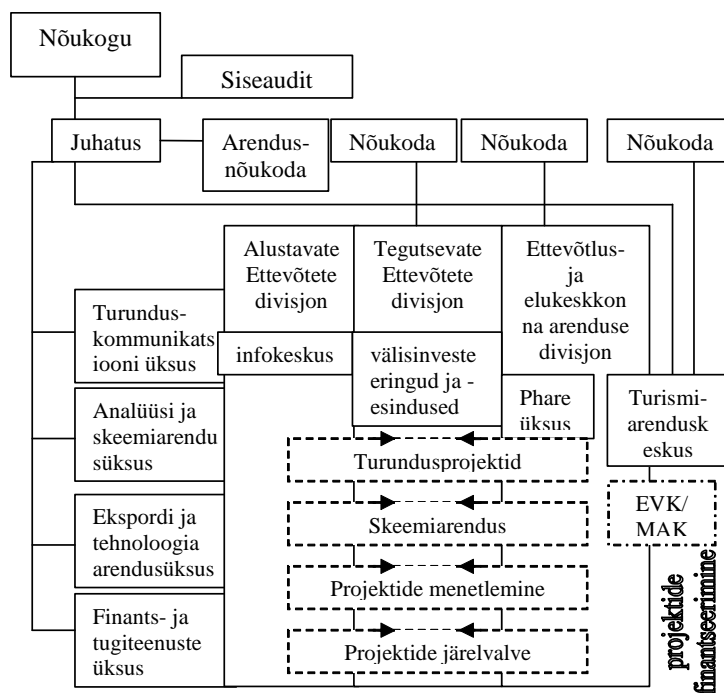 Nõukogu
Siseaudit
Juhatus
Arendus-
nõukoda
Nõukoda
Nõukoda
Nõukoda
Alustavate
Ettevõtete
divisjon
Tegutsevate
Ettevõtete
divisjon
Ettevõtlus-
ja
elukeskkon
na arenduse
divisjon
Turundus-
kommunikats
iooni üksus
infokeskus
välisinveste
eringud ja -
esindused
Phare
üksus
Turismi-
arendusk
eskus
Analüüsi ja
skeemiarendu
süksus
Turundusprojektid
EVK/
MAK
Ekspordi ja
tehnoloogia
arendusüksus
Skeemiarendus
Projektide menetlemine
Finants- ja
tugiteenuste
üksus
Projektide järelvalve
projektide
finantseerimine